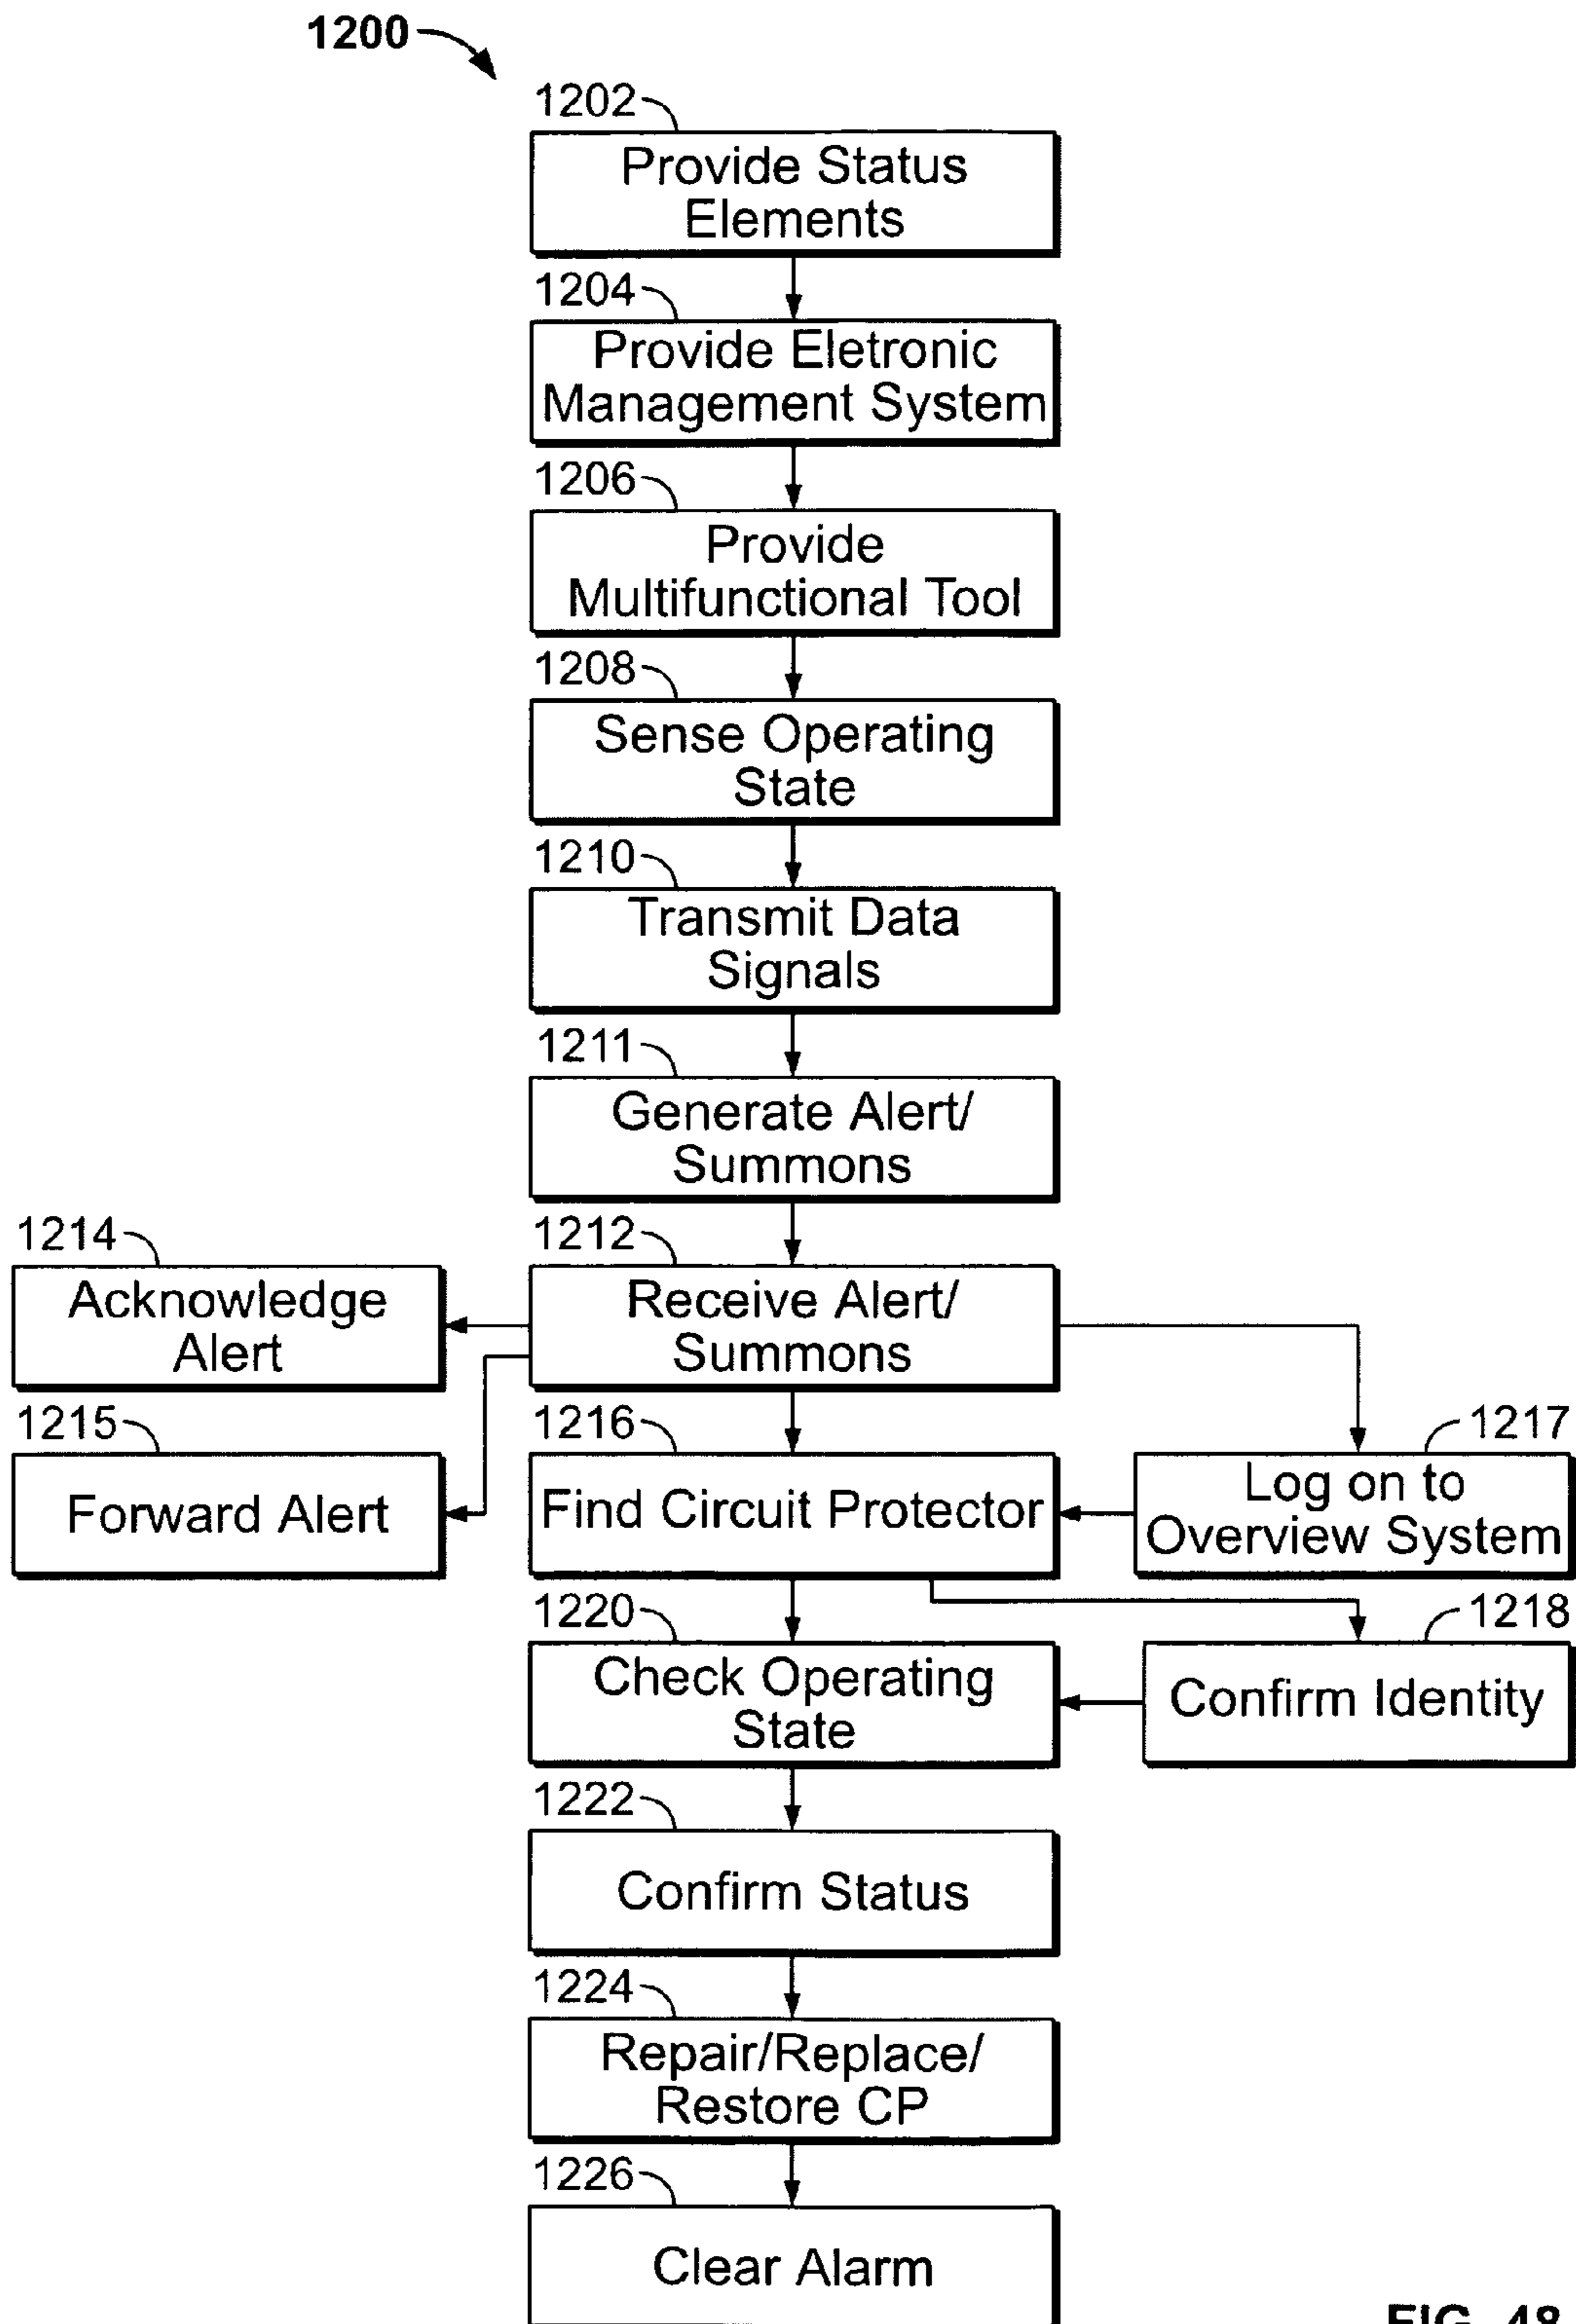 1200
1202
Provide Status
Elements
1204
Provide Eletronic
Management System
1206
Provide
Multifunctional Tool
1208
Sense Operating
State
1210
Transmit Data
Signals
1211
Generate Alert/
Summons
1214
Acknowledge
Alert
1212
Receive Alert/
Summons
1215
Forward Alert
1216
Find Circuit Protector
1217
Log on to
Overview System
1220
Check Operating
State
1218
Confirm Identity
1222
Confirm Status
1224
Repair/Replace/
Restore CP
1226
Clear Alarm
FIG. 48